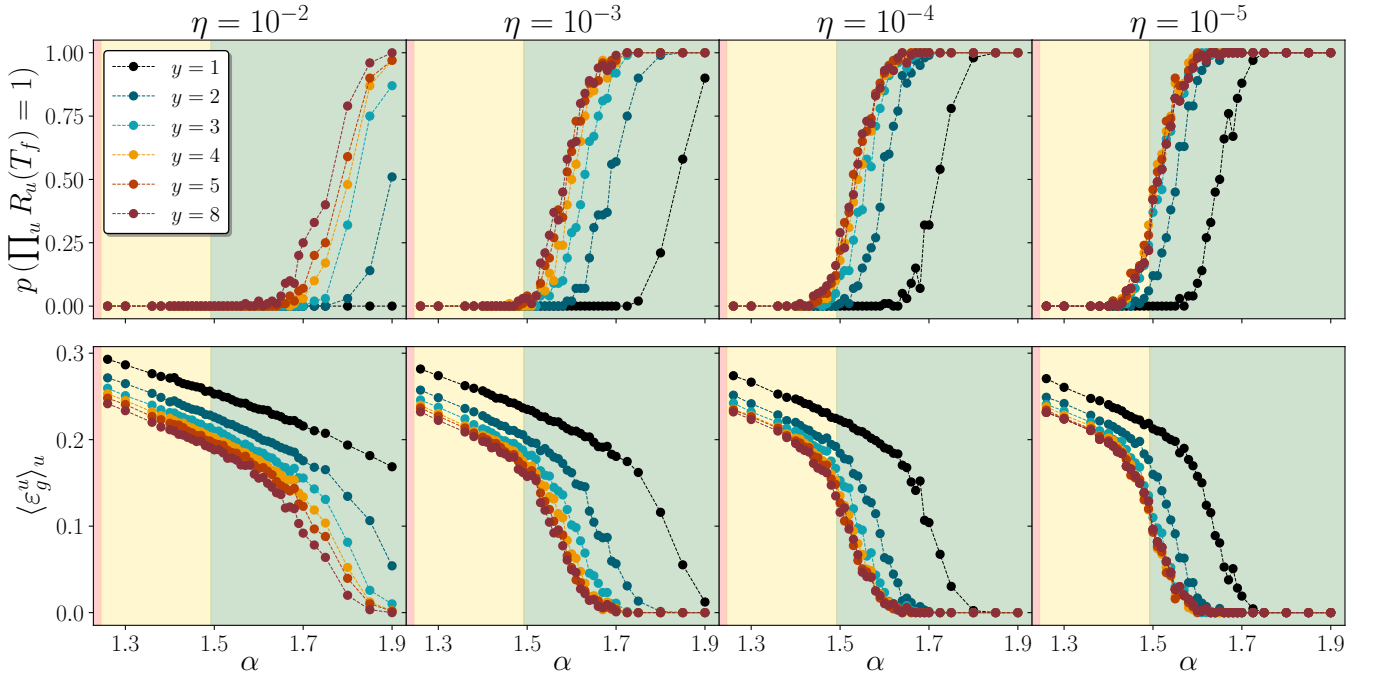 η = 10⁻² η = 10⁻³ η = 10⁻⁴ η = 10⁻⁵
p(∏ᵤ Rᵤ(T_f) = 1)
1.00
0.75
0.50
0.25
0.00
y = 1
y = 2
y = 3
y = 4
y = 5
y = 8
⟨ε_g^u⟩_u
0.3
0.2
0.1
0.0
1.3 1.5 1.7 1.9 1.3 1.5 1.7 1.9 1.3 1.5 1.7 1.9 1.3 1.5 1.7 1.9
α α α α